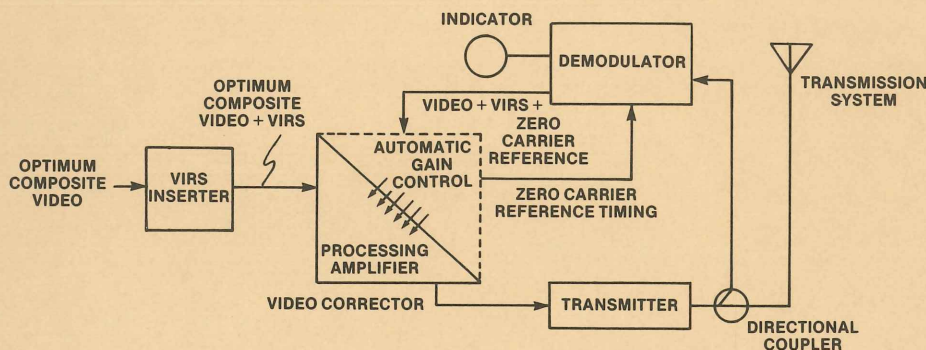 INDICATOR
DEMODULATOR
TRANSMISSION
SYSTEM
OPTIMUM
COMPOSITE
VIDEO + VIRS
VIDEO + VIRS +
ZERO
CARRIER
REFERENCE
OPTIMUM
COMPOSITE
VIDEO
VIRS
INSERTER
AUTOMATIC
GAIN
CONTROL
ZERO CARRIER
REFERENCE TIMING
PROCESSING
AMPLIFIER
VIDEO CORRECTOR
TRANSMITTER
DIRECTIONAL
COUPLER